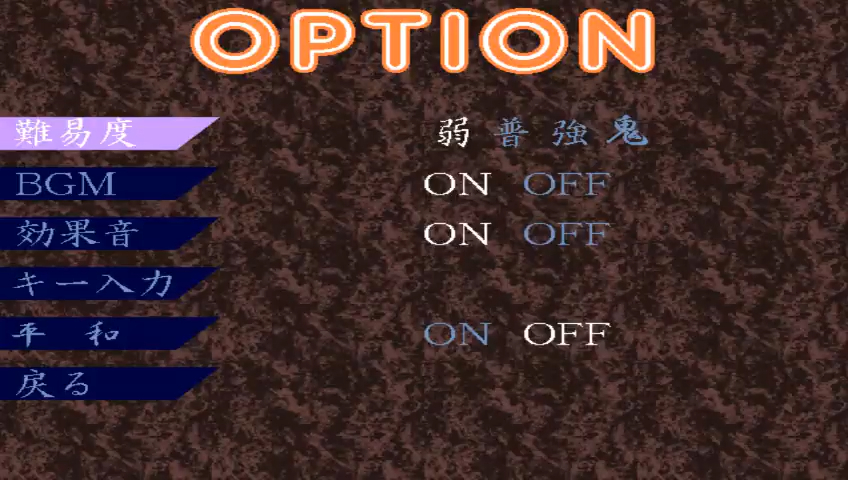 OPTION
難易度 弱 普 強 鬼
BGM ON OFF
効果音 ON OFF
キー入力
平 和 ON OFF
戻る